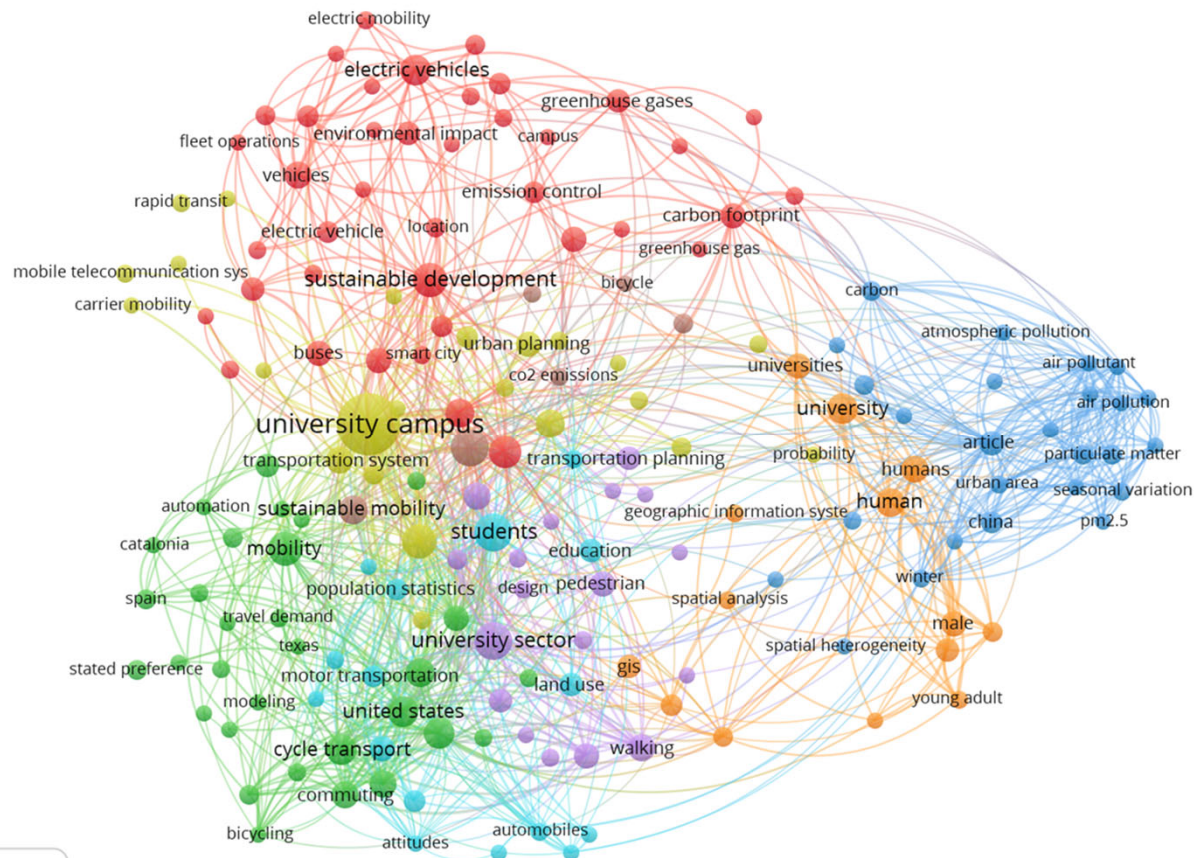 electric mobility
electric vehicles
greenhouse gases
fleet operations
environmental impact
campus
vehicles
emission control
rapid transit
carbon footprint
electric vehicle
location
greenhouse gas
mobile telecommunication sys
sustainable development
bicycle
carbon
carrier mobility
atmospheric pollution
urban planning
buses
smart city
air pollutant
universities
co2 emissions
air pollution
university
university campus
article
transportation system
transportation planning
probability
particulate matter
humans
urban area
seasonal variation
automation
sustainable mobility
geographic information syste
human
china
pm2.5
students
catalonia
mobility
education
winter
population statistics
design
pedestrian
spain
spatial analysis
travel demand
male
texas
university sector
spatial heterogeneity
stated preference
gis
motor transportation
land use
modeling
young adult
united states
cycle transport
walking
commuting
bicycling
automobiles
attitudes